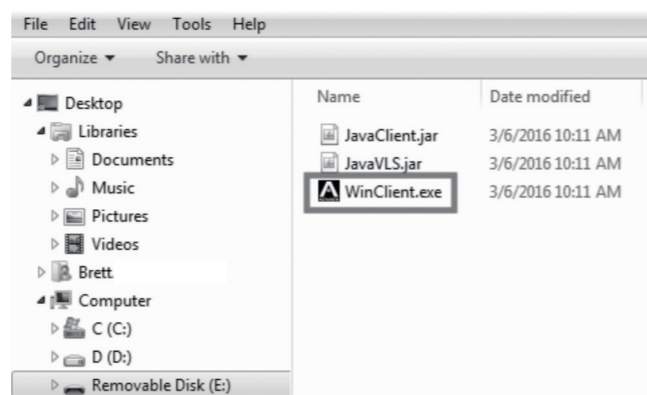 File Edit View Tools Help
Organize Share with
Desktop
Libraries
Documents
Music
Pictures
Videos
Brett
Computer
C (C:)
D (D:)
Removable Disk (E:)
Name Date modified
JavaClient.jar 3/6/2016 10:11 AM
JavaVLS.jar 3/6/2016 10:11 AM
WinClient.exe 3/6/2016 10:11 AM